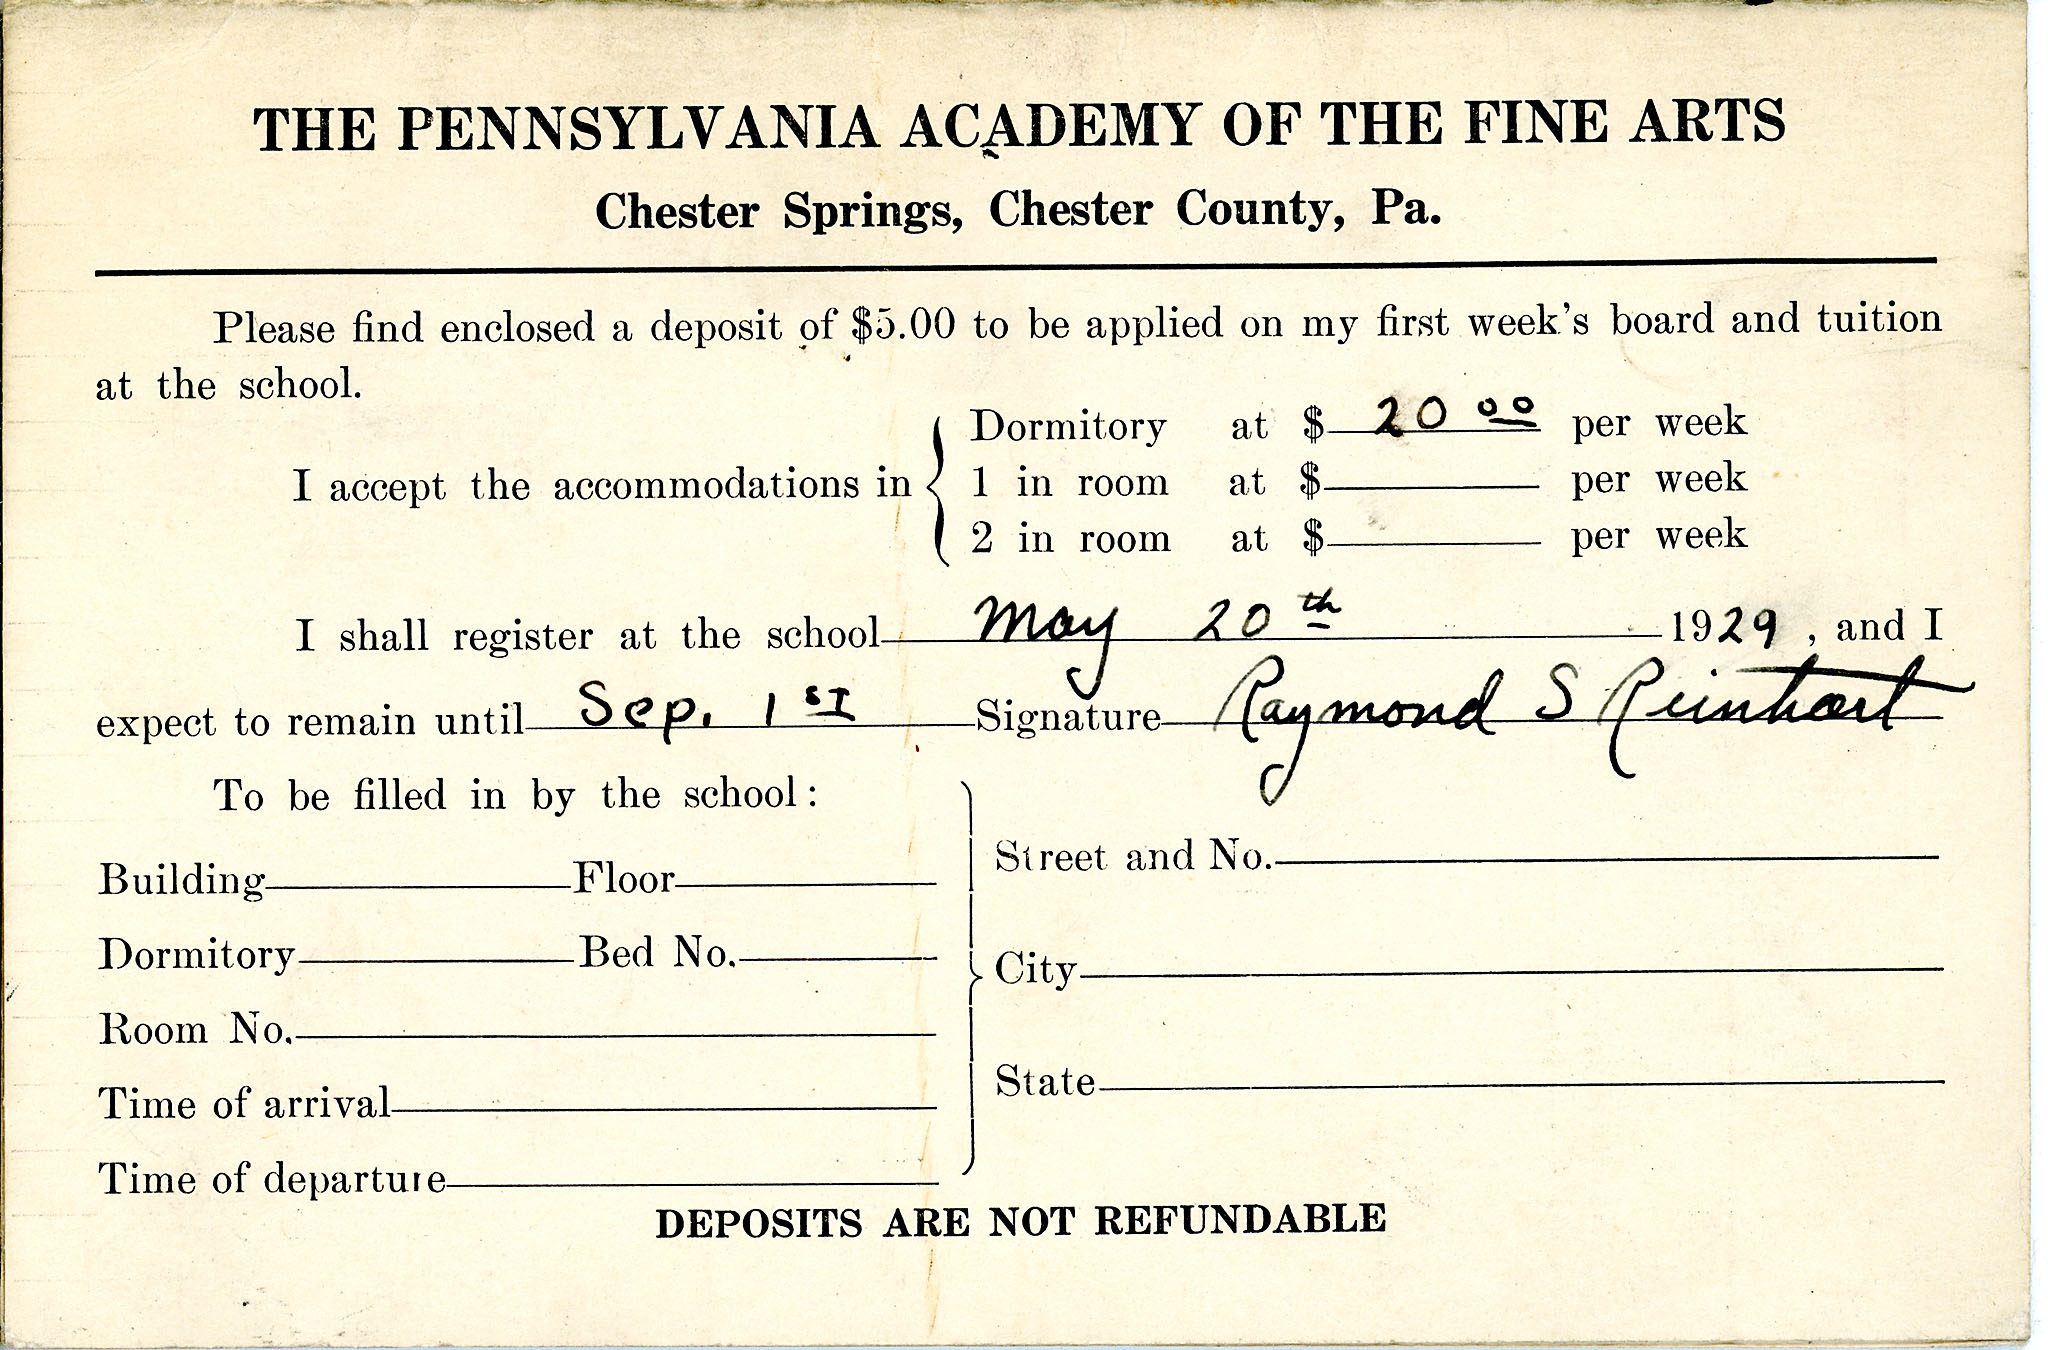 THE PENNSYLVANIA ACADEMY OF THE FINE ARTS
Chester Springs, Chester County, Pa.
Please find enclosed a deposit of $5.00 to be applied on my first week's board and tuition
at the school.
I accept the accommodations in
Dormitory at $ 20 00 per week
1 in room at $ per week
2 in room at $ per week
I shall register at the school May 20th 1929, and I
expect to remain until Sep. 1st Signature Raymond S Reinhart
To be filled in by the school:
Building Floor
Dormitory Bed No.
Room No.
Time of arrival
Time of departure
Street and No.
City
State
DEPOSITS ARE NOT REFUNDABLE